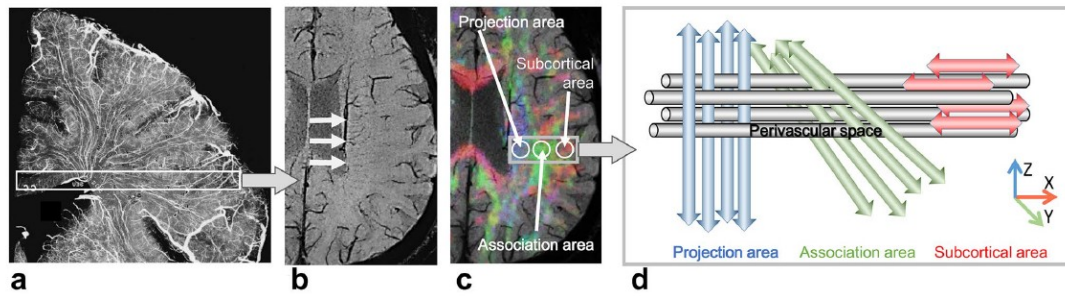 Projection area
Subcortical area
Association area
Perivascular space
Z
X
Y
Projection area
Association area
Subcortical area
a
b
c
d